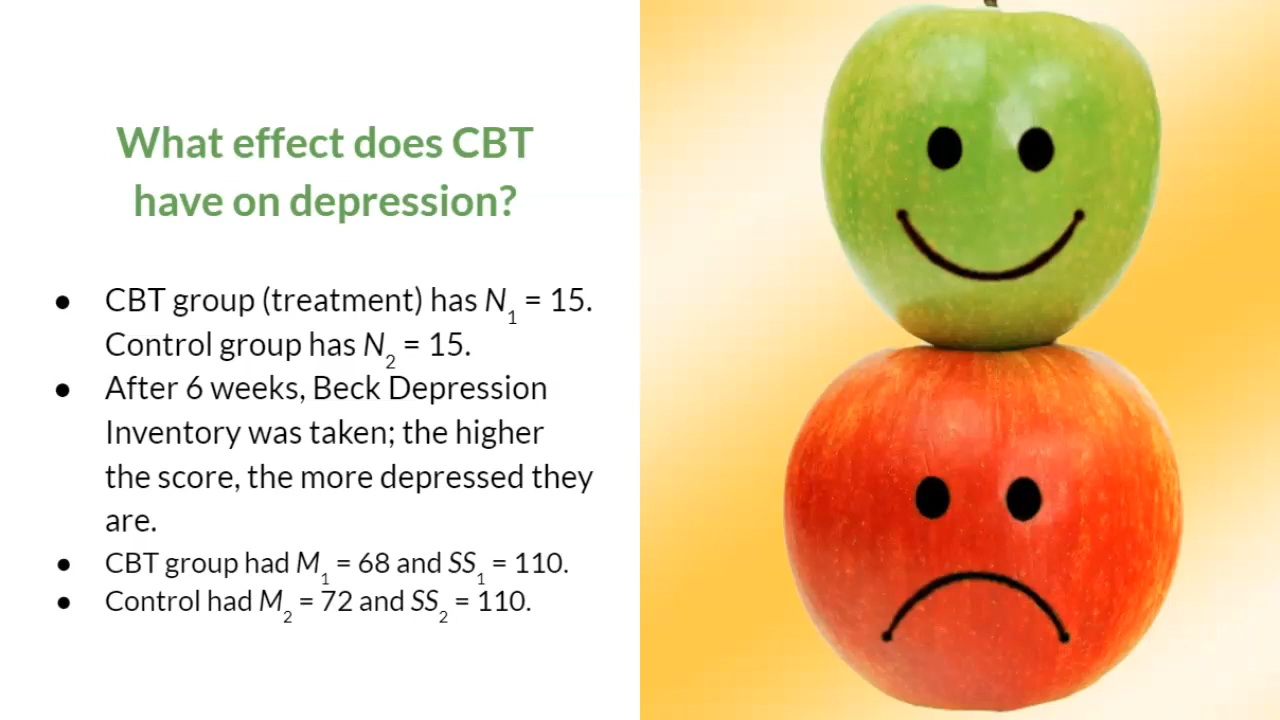 What effect does CBT
have on depression?
● CBT group (treatment) has N₁ = 15.
Control group has N₂ = 15.
● After 6 weeks, Beck Depression
Inventory was taken; the higher
the score, the more depressed they
are.
● CBT group had M₁ = 68 and SS₁ = 110.
● Control had M₂ = 72 and SS₂ = 110.